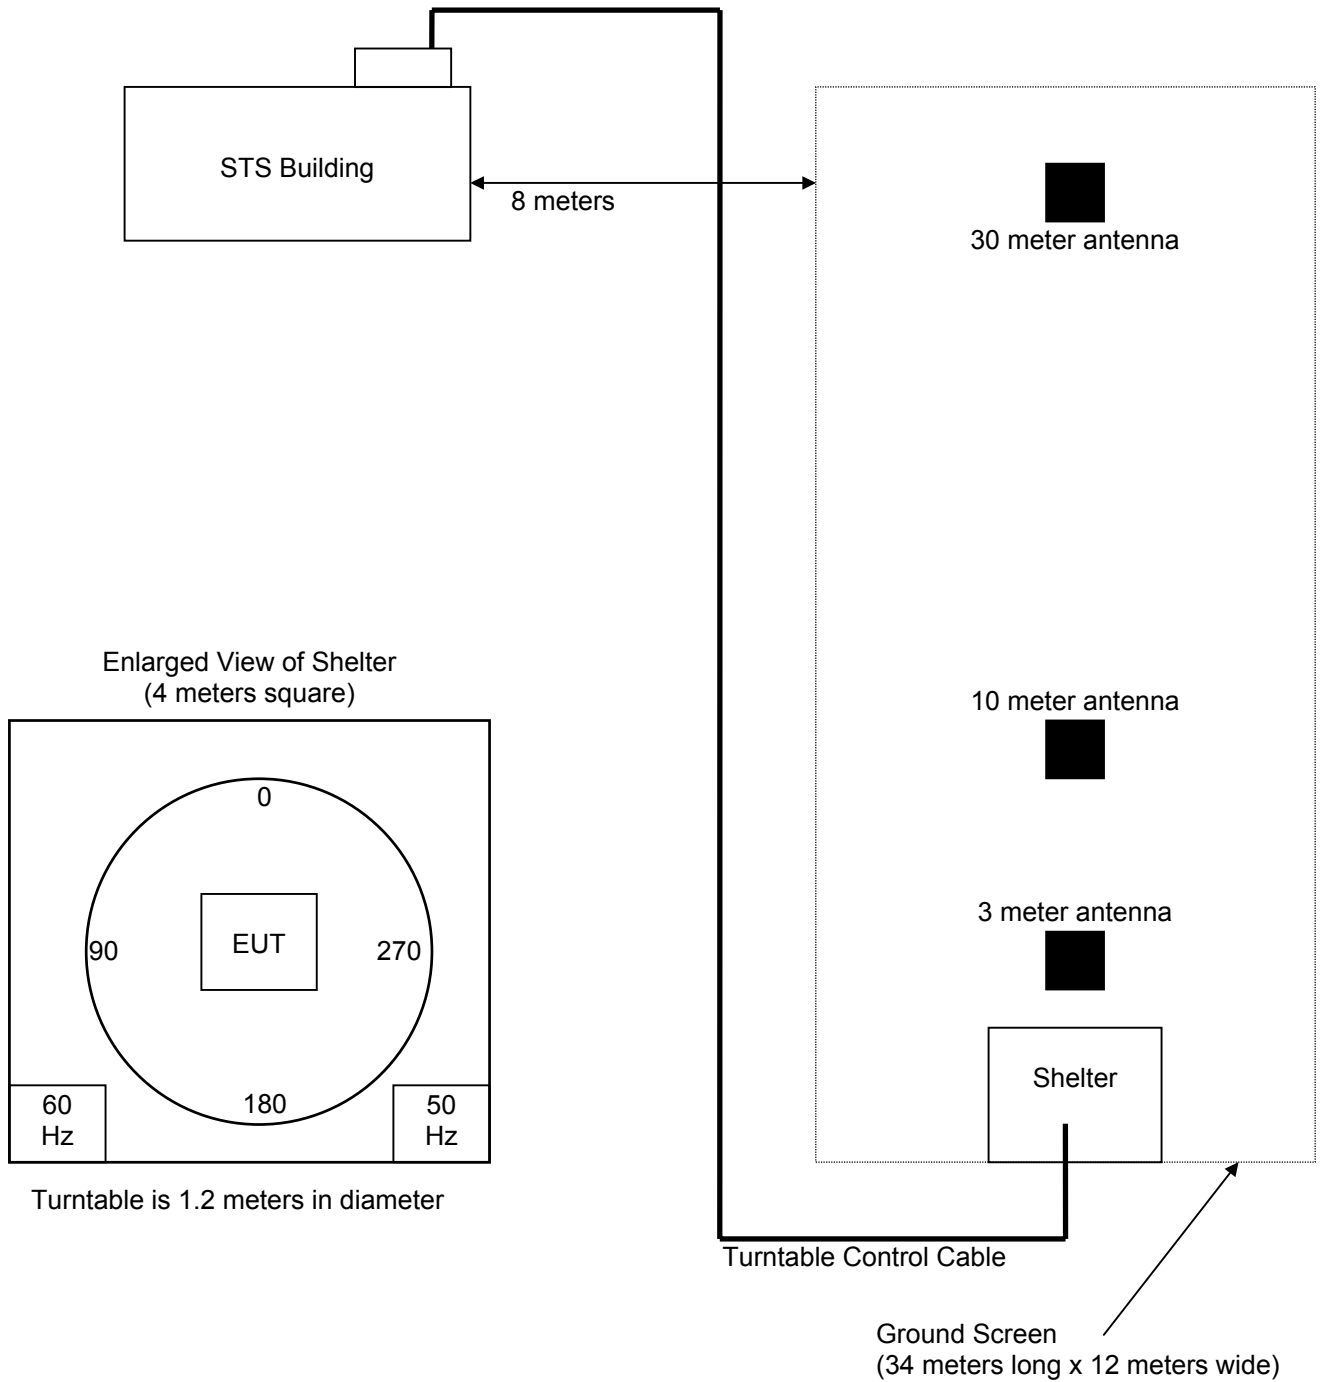 STS Building
8 meters
30 meter antenna
Enlarged View of Shelter
(4 meters square)
0
EUT
90
270
180
60
Hz
50
Hz
Turntable is 1.2 meters in diameter
10 meter antenna
3 meter antenna
Shelter
Turntable Control Cable
Ground Screen
(34 meters long x 12 meters wide)